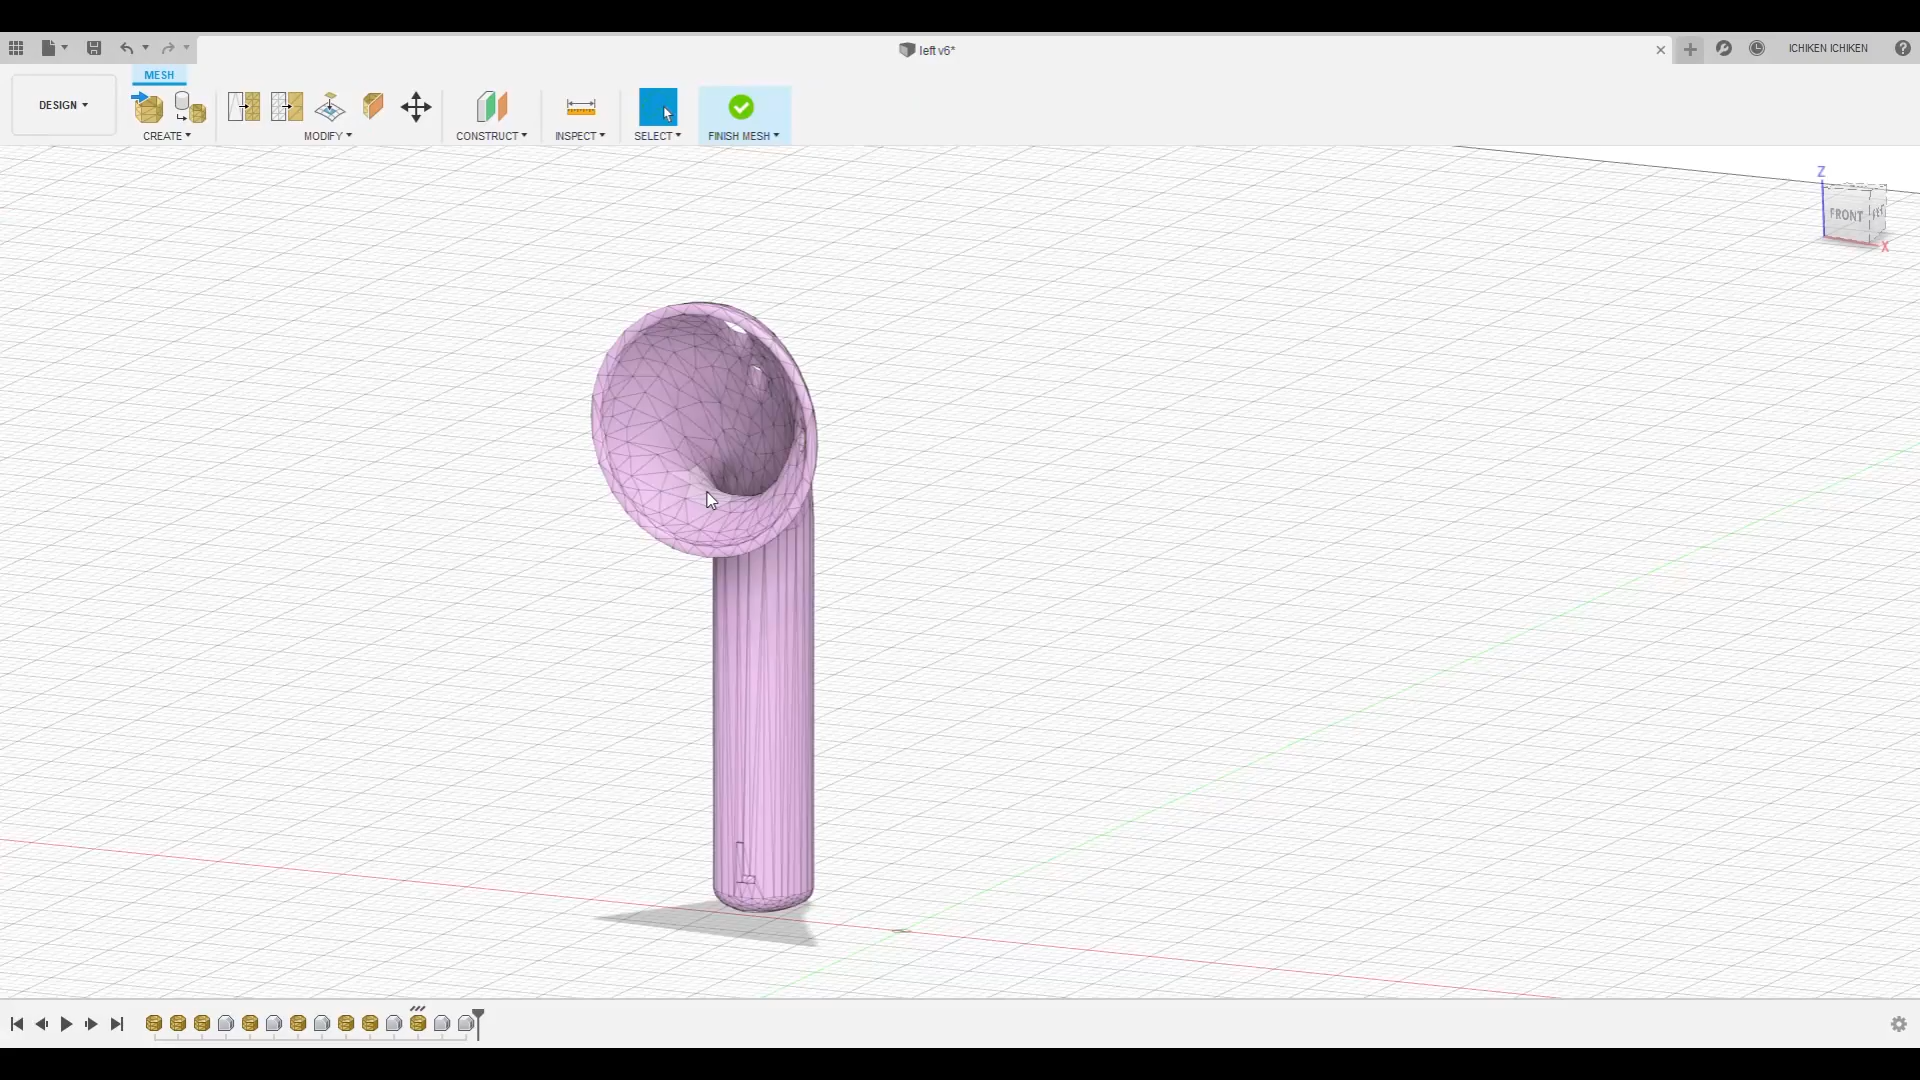 left v6*
ICHIKEN ICHIKEN
MESH
DESIGN
CREATE
MODIFY
CONSTRUCT
INSPECT
SELECT
FINISH MESH
Z
FRONT
X
L